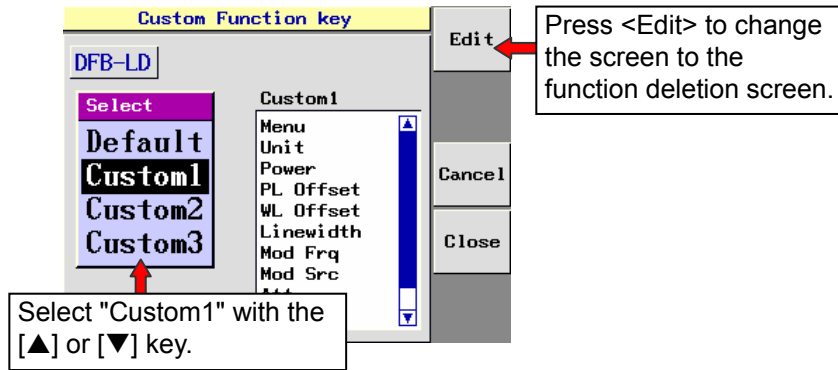 Custom Function key
Edit
Press <Edit> to change
the screen to the
function deletion screen.
DFB-LD
Select
Default
Custom1
Custom2
Custom3
Custom1
Menu
Unit
Power
PL Offset
WL Offset
Linewidth
Mod Frq
Mod Src
Cancel
Close
Select "Custom1" with the
[▲] or [▼] key.